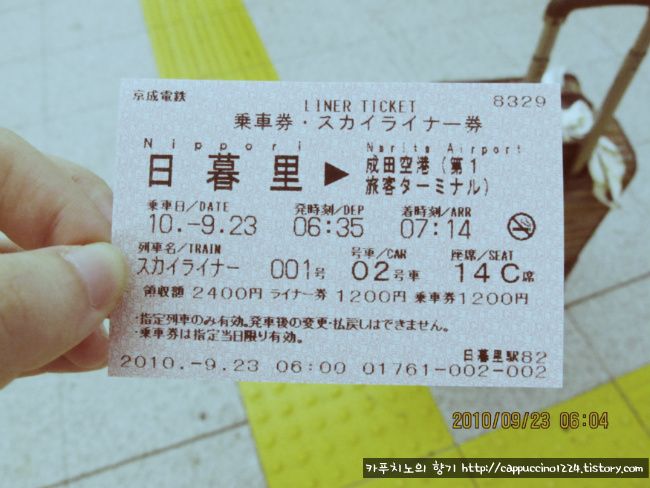 京成電鉄
LINER TICKET
8329
乗車券・スカイライナー券
Nippori
Narita Airport
日暮里 ▶ 成田空港(第1
旅客ターミナル)
乗車日/DATE 発時刻/DEP 着時刻/ARR
10.-9.23 06:35 07:14
列車名/TRAIN 号車/CAR 座席/SEAT
スカイライナー 001号 02号車 14C席
領収額 2400円 ライナー券 1200円 乗車券1200円
・指定列車のみ有効。発車後の変更・払戻しはできません。
・乗車券は指定当日限り有効。
日暮里駅82
2010.-9.23 06:00 01761-002-002
2010/09/23 06:04
카푸치노의 향기 http://cappuccino1224.tistory.com